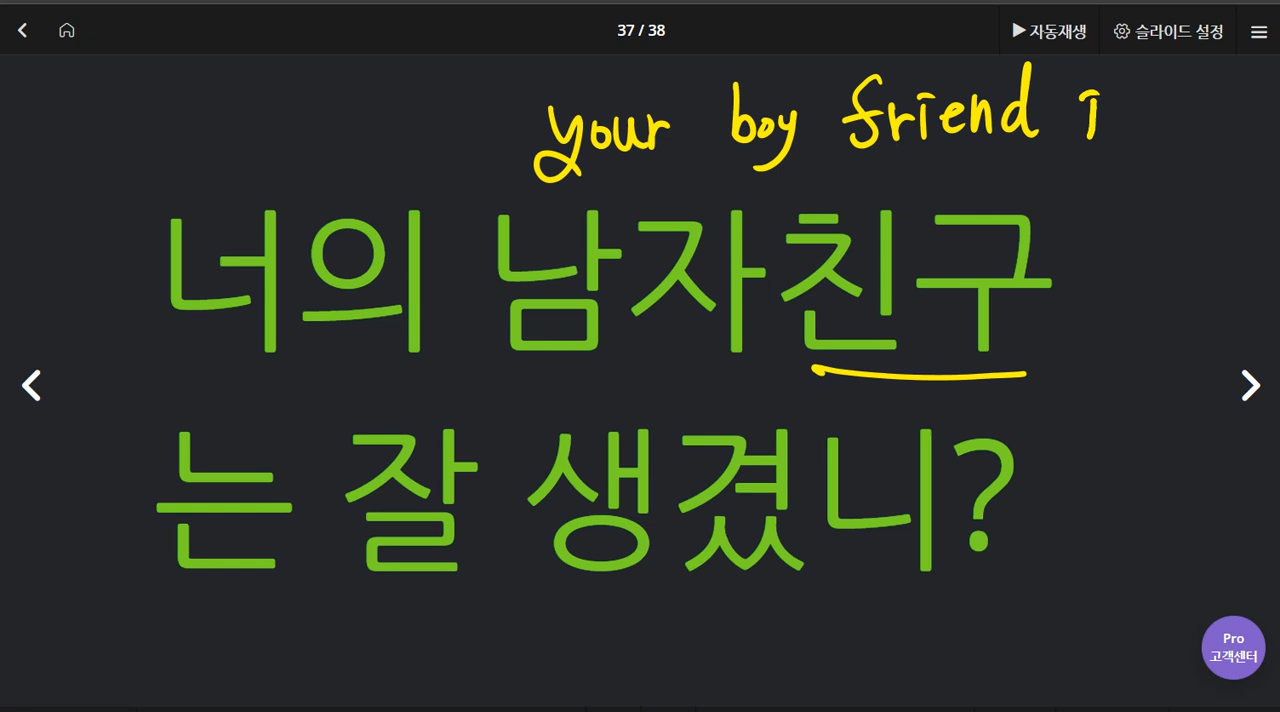 37 / 38
▶ 자동재생
슬라이드 설정
your boy friend i
너의 남자친구
는 잘 생겼니?
Pro
고객센터